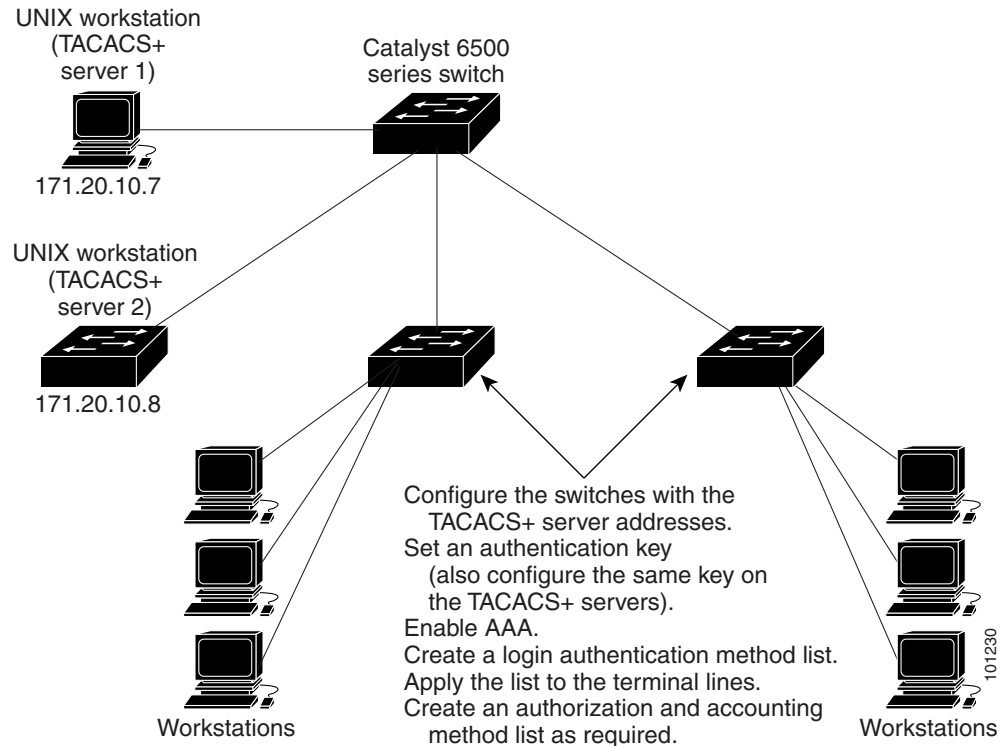 UNIX workstation
(TACACS+
server 1)
Catalyst 6500
series switch
171.20.10.7
UNIX workstation
(TACACS+
server 2)
171.20.10.8
Configure the switches with the
TACACS+ server addresses.
Set an authentication key
(also configure the same key on
the TACACS+ servers).
Enable AAA.
Create a login authentication method list.
Apply the list to the terminal lines.
Create an authorization and accounting
method list as required.
Workstations
Workstations
101230